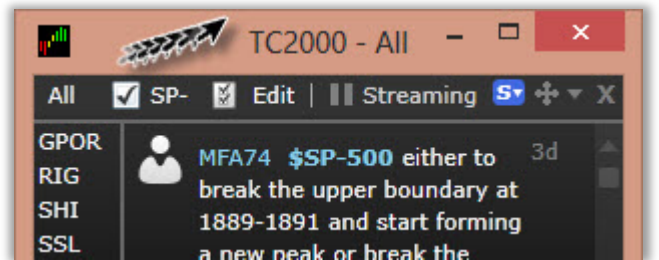 TC2000 - All
All SP- Edit | Streaming S X
GPOR
RIG
SHI
SSL
MFA74 $SP-500 either to 3d
break the upper boundary at
1889-1891 and start forming
a new peak or break the